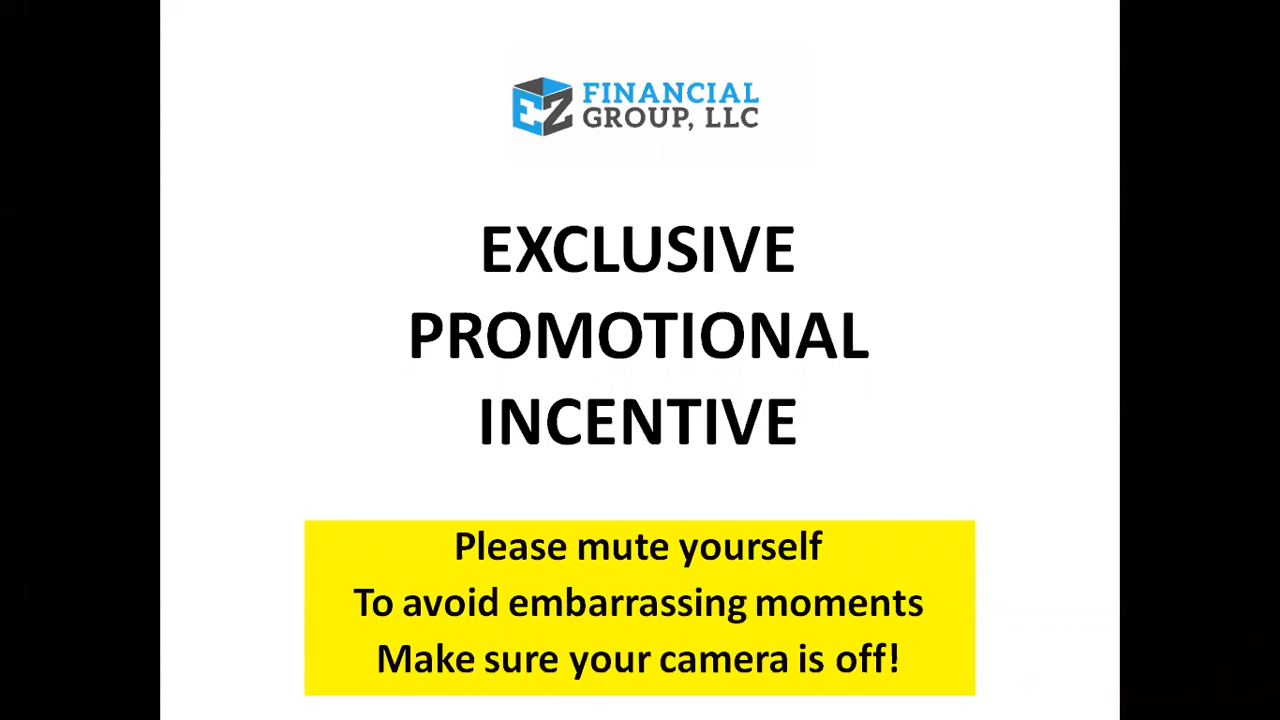 EZ
FINANCIAL
GROUP, LLC
EXCLUSIVE
PROMOTIONAL
INCENTIVE
Please mute yourself
To avoid embarrassing moments
Make sure your camera is off!